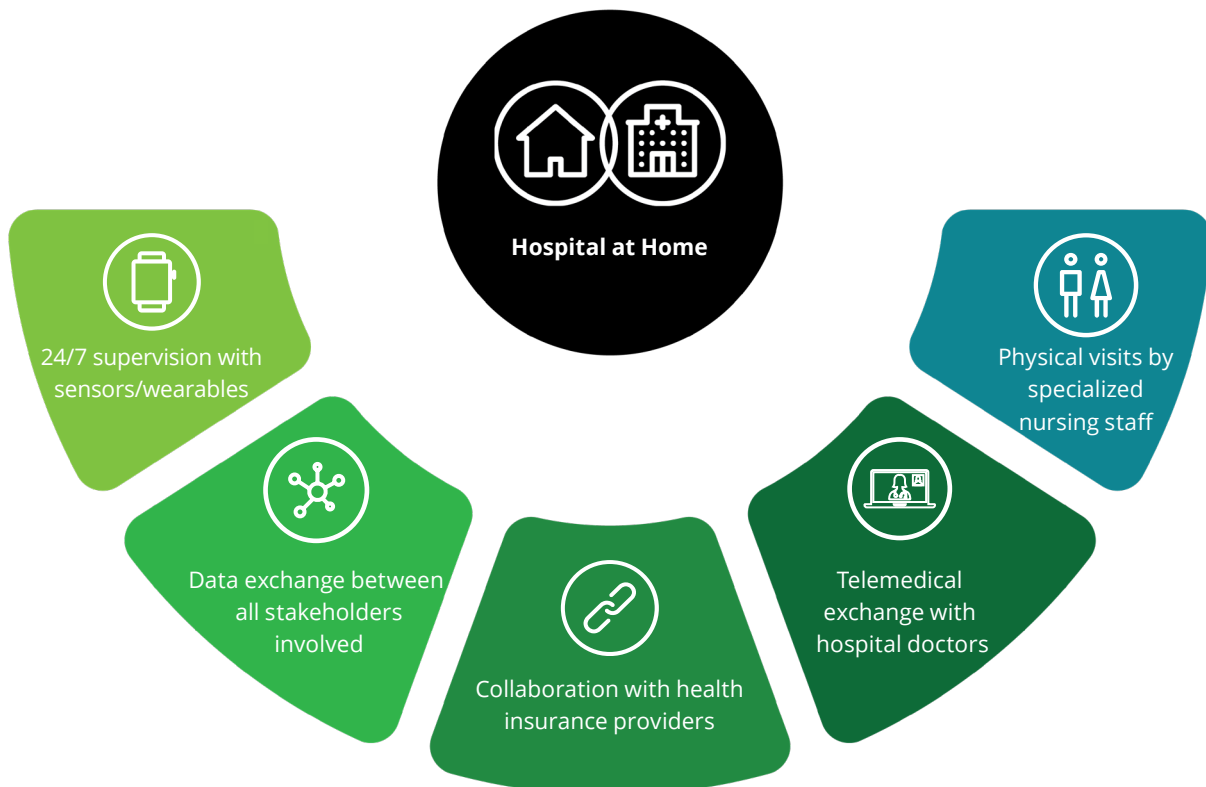 Hospital at Home
24/7 supervision with
sensors/wearables
Data exchange between
all stakeholders
involved
Collaboration with health
insurance providers
Telemedical
exchange with
hospital doctors
Physical visits by
specialized
nursing staff